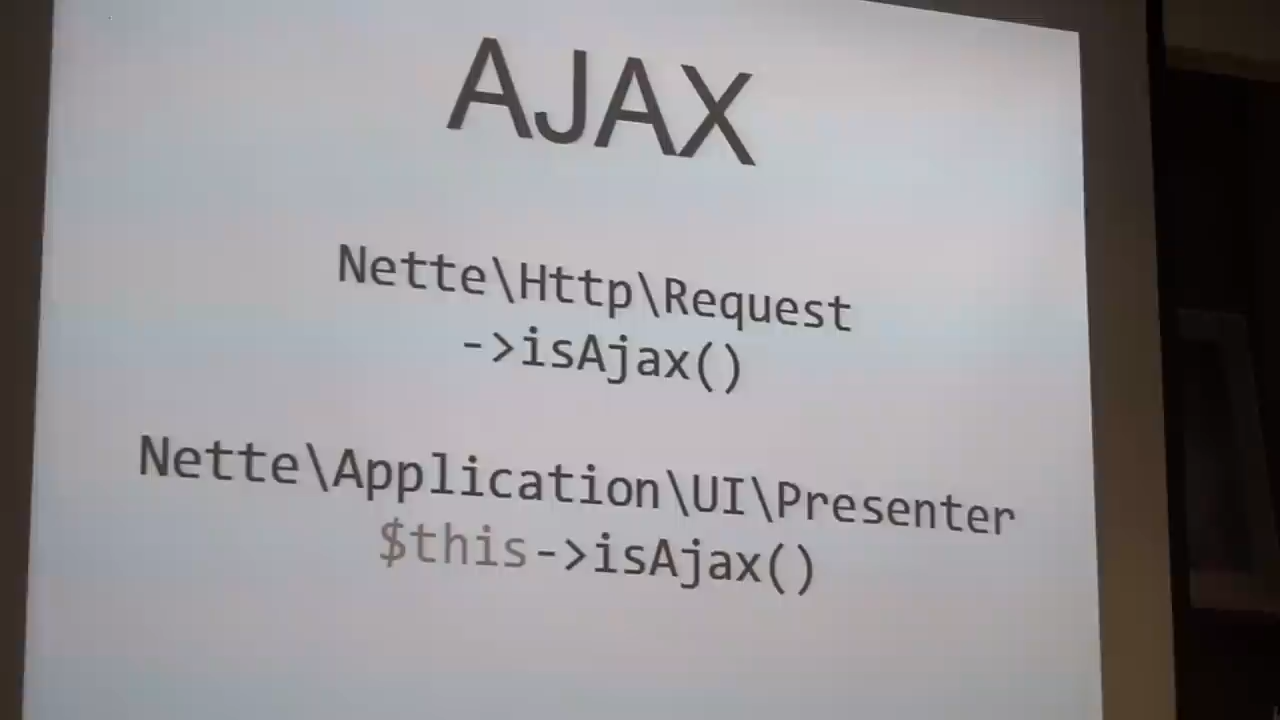 AJAX
Nette\Http\Request
->isAjax()
Nette\Application\UI\Presenter
$this->isAjax()